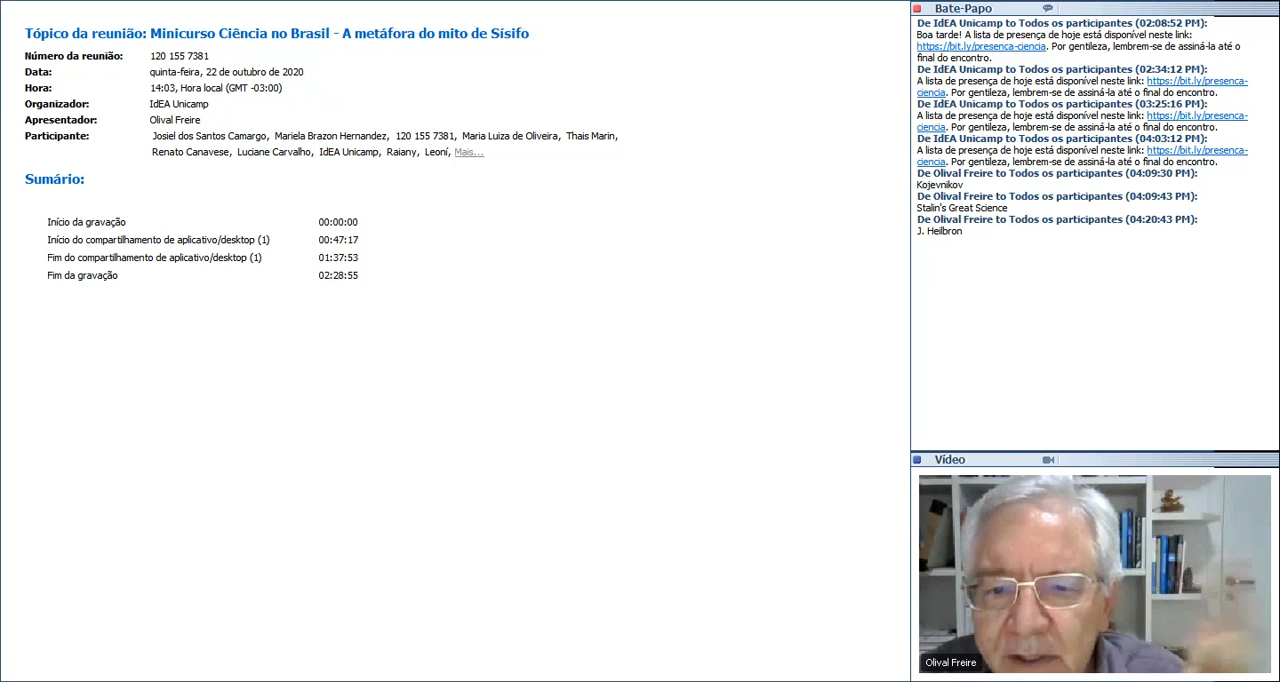 Tópico da reunião: Minicurso Ciência no Brasil - A metáfora do mito de Sísifo
Número da reunião: 120 155 7381
Data: quinta-feira, 22 de outubro de 2020
Hora: 14:03, Hora local (GMT -03:00)
Organizador: IdEA Unicamp
Apresentador: Olival Freire
Participante: Josiel dos Santos Camargo, Mariela Brazon Hernandez, 120 155 7381, Maria Luiza de Oliveira, Thais Marin,
Renato Canavese, Luciane Carvalho, IdEA Unicamp, Raiany, Leoní, Mais...
Sumário:
Início da gravação 00:00:00
Início do compartilhamento de aplicativo/desktop (1) 00:47:17
Fim do compartilhamento de aplicativo/desktop (1) 01:37:53
Fim da gravação 02:28:55
Bate-Papo
De IdEA Unicamp to Todos os participantes (02:08:52 PM):
Boa tarde! A lista de presença de hoje está disponível neste link:
https://bit.ly/presenca-ciencia. Por gentileza, lembrem-se de assiná-la até o
final do encontro.
De IdEA Unicamp to Todos os participantes (02:34:12 PM):
A lista de presença de hoje está disponível neste link: https://bit.ly/presenca-
ciencia. Por gentileza, lembrem-se de assiná-la até o final do encontro.
De IdEA Unicamp to Todos os participantes (03:25:16 PM):
A lista de presença de hoje está disponível neste link: https://bit.ly/presenca-
ciencia. Por gentileza, lembrem-se de assiná-la até o final do encontro.
De IdEA Unicamp to Todos os participantes (04:03:12 PM):
A lista de presença de hoje está disponível neste link: https://bit.ly/presenca-
ciencia. Por gentileza, lembrem-se de assiná-la até o final do encontro.
De Olival Freire to Todos os participantes (04:09:30 PM):
Kojevnikov
De Olival Freire to Todos os participantes (04:09:43 PM):
Stalin's Great Science
De Olival Freire to Todos os participantes (04:20:43 PM):
J. Heilbron
Vídeo
Olival Freire